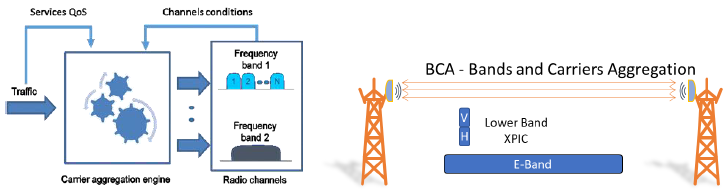 Services QoS
Channels conditions
Traffic
Frequency
band 1
1 2 N
Frequency
band 2
Carrier aggregation engine
Radio channels
BCA - Bands and Carriers Aggregation
V
H
Lower Band
XPIC
E-Band